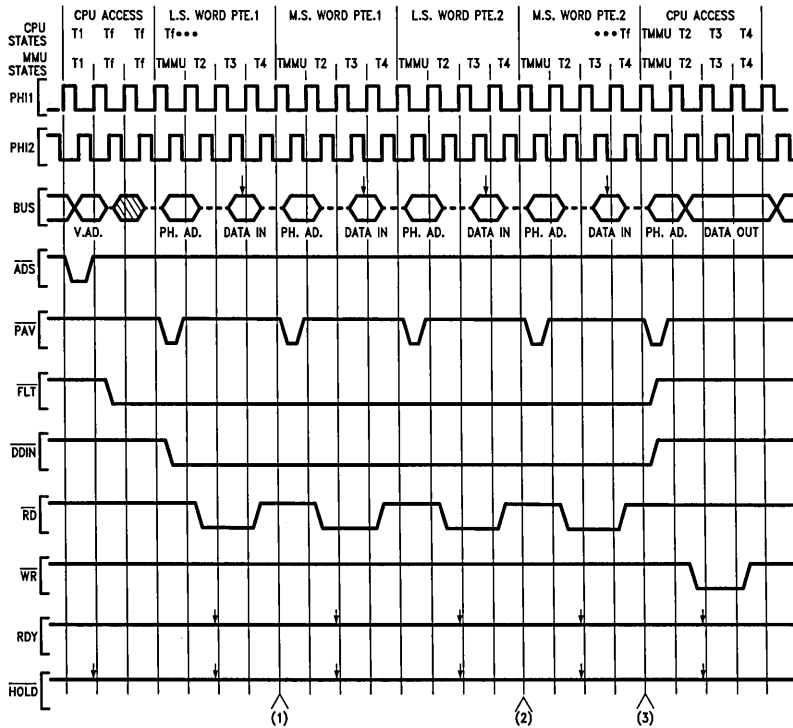 CPU ACCESS L.S. WORD PTE.1 M.S. WORD PTE.1 L.S. WORD PTE.2 M.S. WORD PTE.2 CPU ACCESS
CPU STATES T1 Tf Tf Tf••• •••Tf TMMU T2 T3 T4
MMU STATES T1 Tf Tf TMMU T2 T3 T4 TMMU T2 T3 T4 TMMU T2 T3 T4 TMMU T2 T3 T4 TMMU T2 T3 T4
PHI1
PHI2
BUS
V.AD. PH. AD. DATA IN PH. AD. DATA IN PH. AD. DATA IN PH. AD. DATA IN PH. AD. DATA OUT
ADS
PAV
FLT
DDIN
RD
WR
RDY
HOLD
(1) (2) (3)